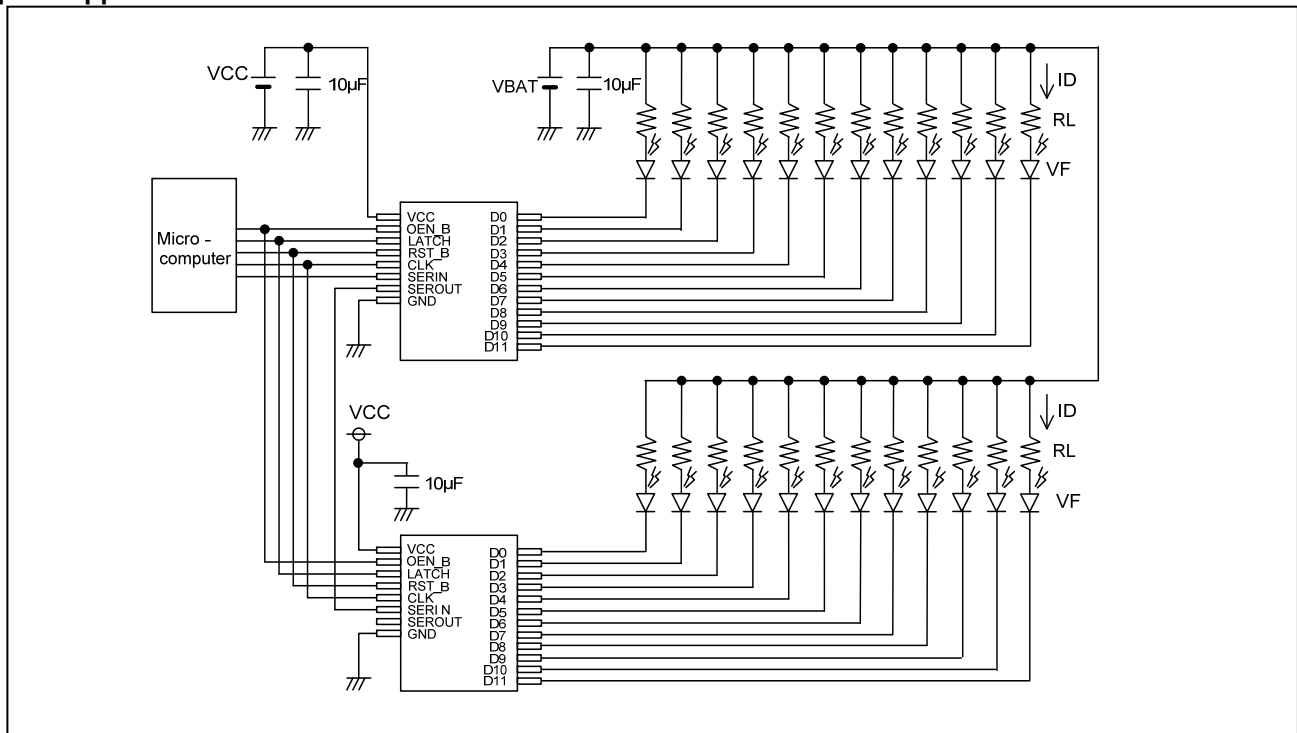 VCC
10μF
VBAT
10μF
ID
RL
VF
Micro -
computer
VCC
OEN_B
LATCH
RST_B
CLK
SERIN
SEROUT
GND
D0
D1
D2
D3
D4
D5
D6
D7
D8
D9
D10
D11
VCC
10μF
ID
RL
VF
VCC
OEN_B
LATCH
RST_B
CLK
SERIN
SEROUT
GND
D0
D1
D2
D3
D4
D5
D6
D7
D8
D9
D10
D11